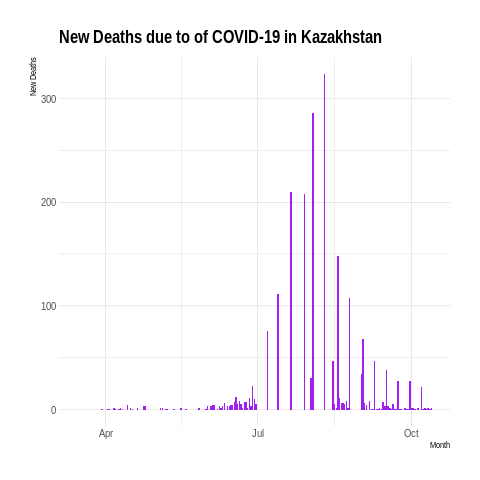 New Deaths due to of COVID-19 in Kazakhstan
New Deaths
300
200
100
0
Apr
Jul
Oct
Month